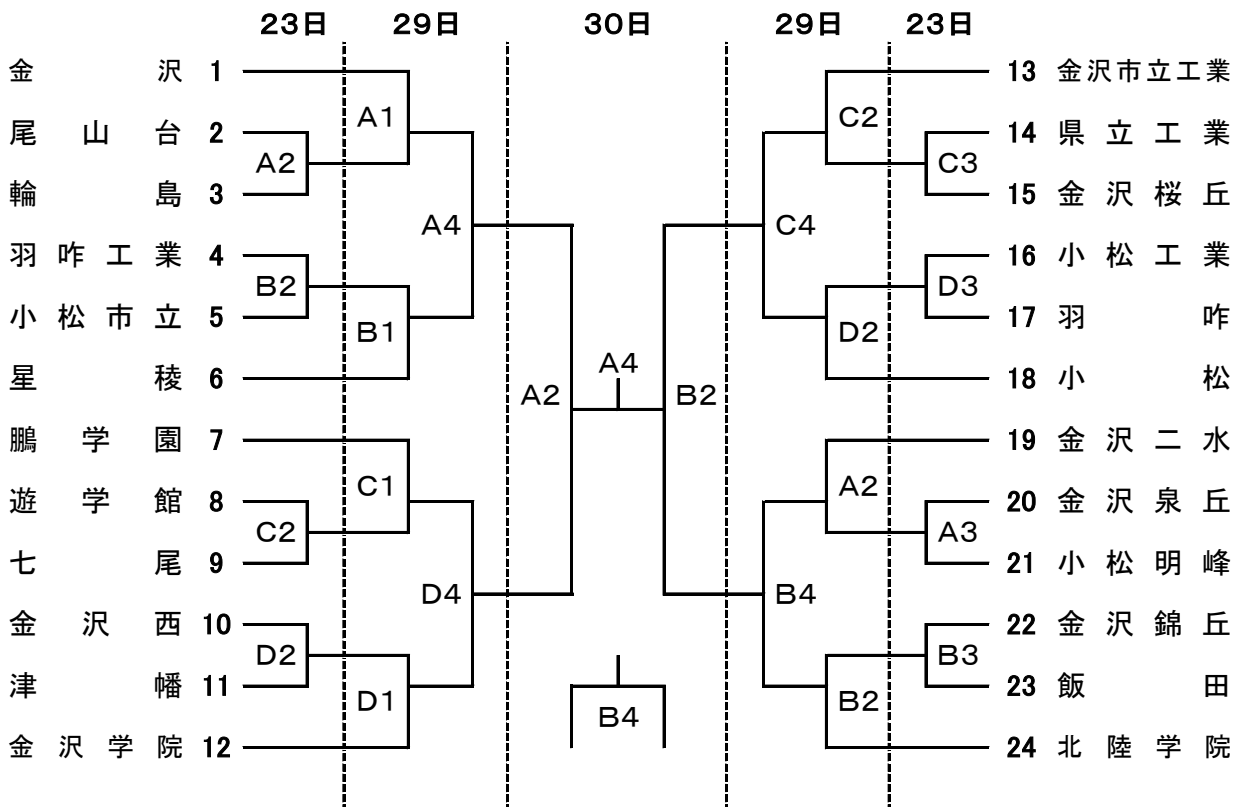 23日 29日 30日 29日 23日
金沢 1
尾山台 2
輪島 3
羽咋工業 4
小松市立 5
星稜 6
鵬学園 7
遊学館 8
七尾 9
金沢西 10
津幡 11
金沢学院 12
A2
B2
C2
D2
A1
B1
C1
D1
A4
D4
A2
A4
B4
B2
C4
B4
C2
D2
A2
B2
C3
D3
A3
B3
13 金沢市立工業
14 県立工業
15 金沢桜丘
16 小松工業
17 羽咋
18 小松
19 金沢二水
20 金沢泉丘
21 小松明峰
22 金沢錦丘
23 飯田
24 北陸学院